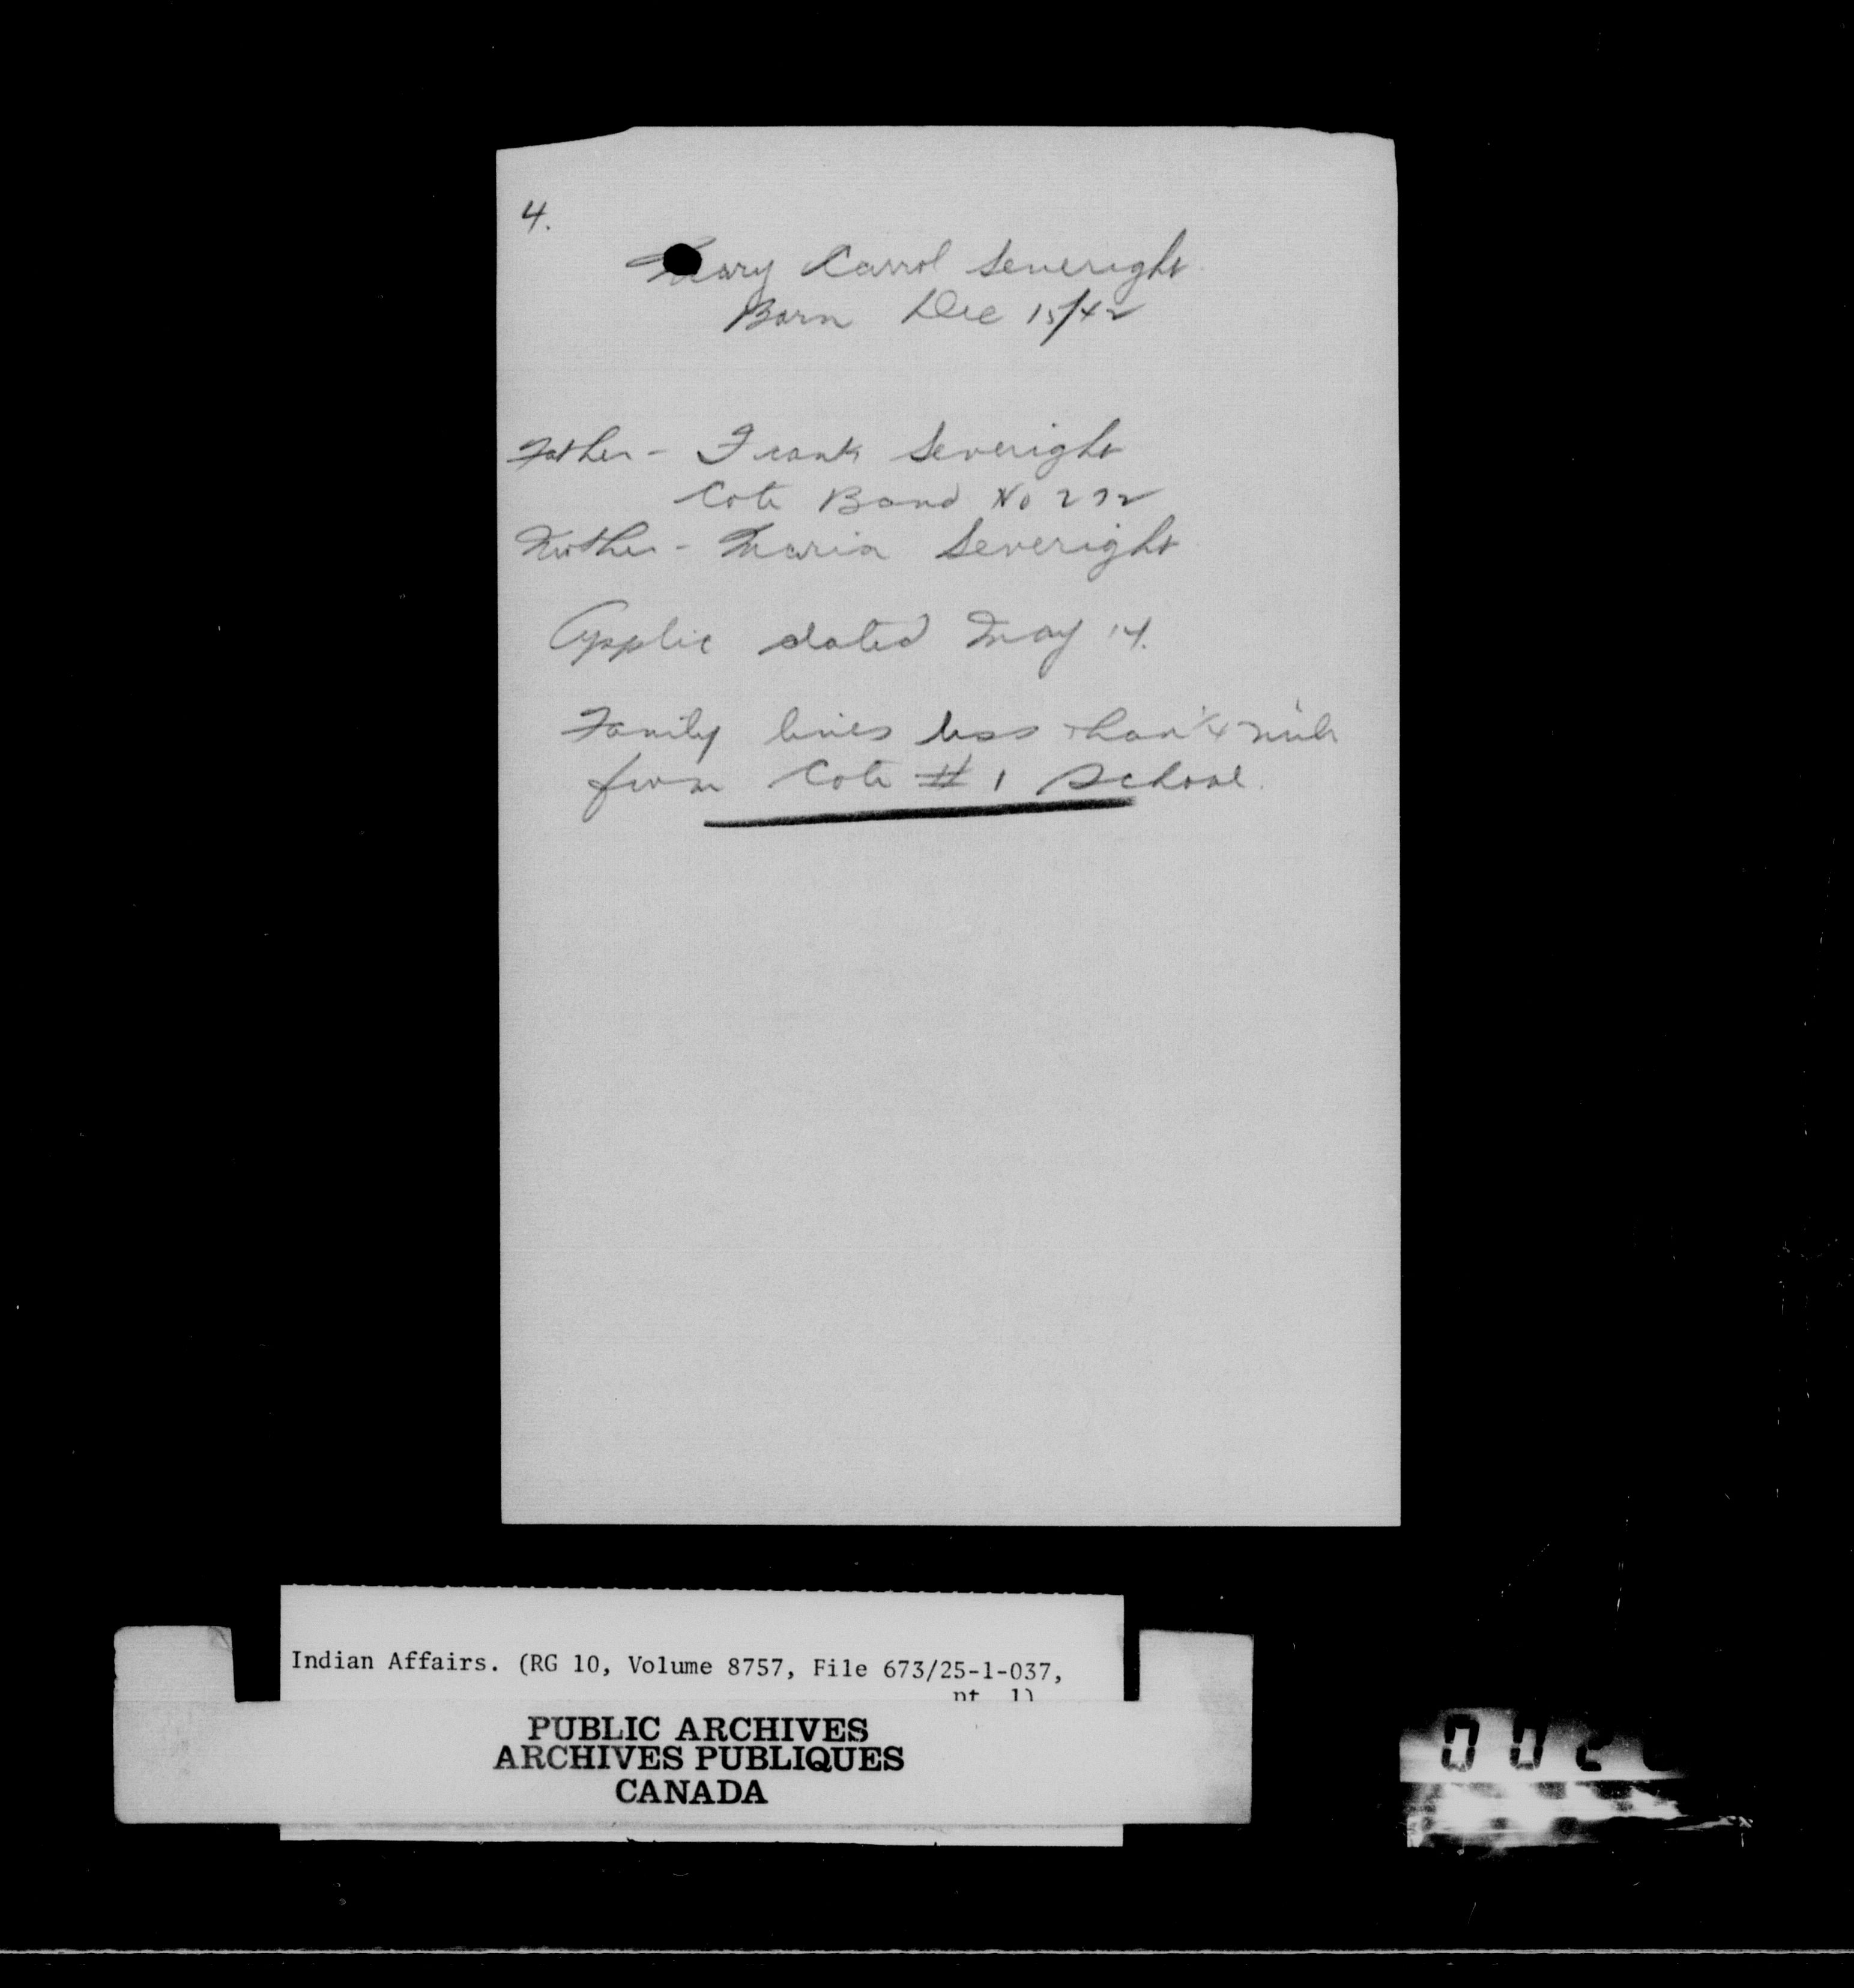 4.
Mary Carrol Severight
Born Dec 15/42
Father - Frank Severight
Cote Band No 272
Mother - Maria Severight
Applic dated May 14.
Family lives less than 1/4 mile
from Cote #1 School.
Indian Affairs. (RG 10, Volume 8757, File 673/25-1-037,
pt. 1)
PUBLIC ARCHIVES
ARCHIVES PUBLIQUES
CANADA